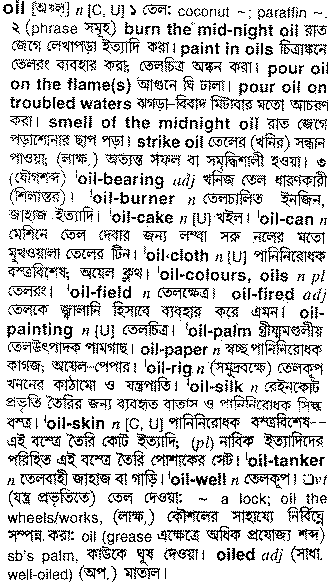 oil [অয়্‌ল্] n [C, U] ১ তেল: coconut ~; paraffin ~.
২ (phrase সমূহ) burn the mid-night oil রাত
জেগে লেখাপড়া ইত্যাদি করা। paint in oils চিত্রাঙ্কনে
তেলরং ব্যবহার করা; তেলচিত্র অঙ্কন করা। pour oil
on the flame(s) আগুনে ঘি ঢালা। pour oil on
troubled waters ঝগড়া-বিবাদ মিটাবার মতো আচরণ
করা। smell of the midnight oil রাত জেগে
পড়াশোনার ছাপ পড়া। strike oil তেলের (খনির) সন্ধান
পাওয়া; (লাক্ষ.) অত্যন্ত সফল বা সমৃদ্ধিশালী হওয়া। ৩
(যৌগশব্দ) ˈoil-bearing adj খনিজ তেল ধারণকারী
(শিলাস্তর)। ˈoil-burner n তেলচালিত ইনজিন,
জাহাজ ইত্যাদি। ˈoil-cake n [U] খইল। ˈoil-can n
মেশিনে তেল দেবার জন্য লম্বা সরু নলের মতো
মুখওয়ালা তেলের টিন। ˈoil-cloth n [U] পানিনিরোধক
বস্ত্রবিশেষ; অয়েল ক্লথ। ˈoil-colours, oils n pl
তেলরং। ˈoil-field n তেলক্ষেত্র। oil-fired adj
তেলকে জ্বালানি হিসাবে ব্যবহার করে এমন। oil-
painting n [U] তেলচিত্র। ˈoil-palm গ্রীষ্মমণ্ডলীয়
তেলউৎপাদক পামগাছ। oil-paper n স্বচ্ছ পানিনিরোধক
কাগজ; অয়েল-পেপার। ˈoil-rig n (সমুদ্রবক্ষে) তেলকূপ
খননের কাঠামো ও যন্ত্রপাতি। ˈoil-silk n রেইনকোট
প্রভৃতি তৈরির জন্য ব্যবহৃত বাতাস ও পানিনিরোধক সিল্ক
বস্ত্র। ˈoil-skin n [C, U] পানিনিরোধক বস্ত্রবিশেষ—
এই বস্ত্রে তৈরি কোট ইত্যাদি; (pl) নাবিক ইত্যাদিদের
পরিহিত এই বস্ত্রে তৈরি পোশাকের সেট। ˈoil-tanker
n তেলবাহী জাহাজ বা গাড়ি। ˈoil-well n তেলকূপ। □vt
(যন্ত্র প্রভৃতিতে) তেল দেওয়া: ~ a lock; oil the
wheels/works, (লাক্ষ.) কৌশলের সাহায্যে নির্বিঘ্নে
সম্পন্ন করা: oil (grease এক্ষেত্রে অধিক প্রযোজ্য শব্দ)
sb's palm, কাউকে ঘুষ দেওয়া। oiled adj (সাধা.
well-oiled) (অপ.) মাতাল।